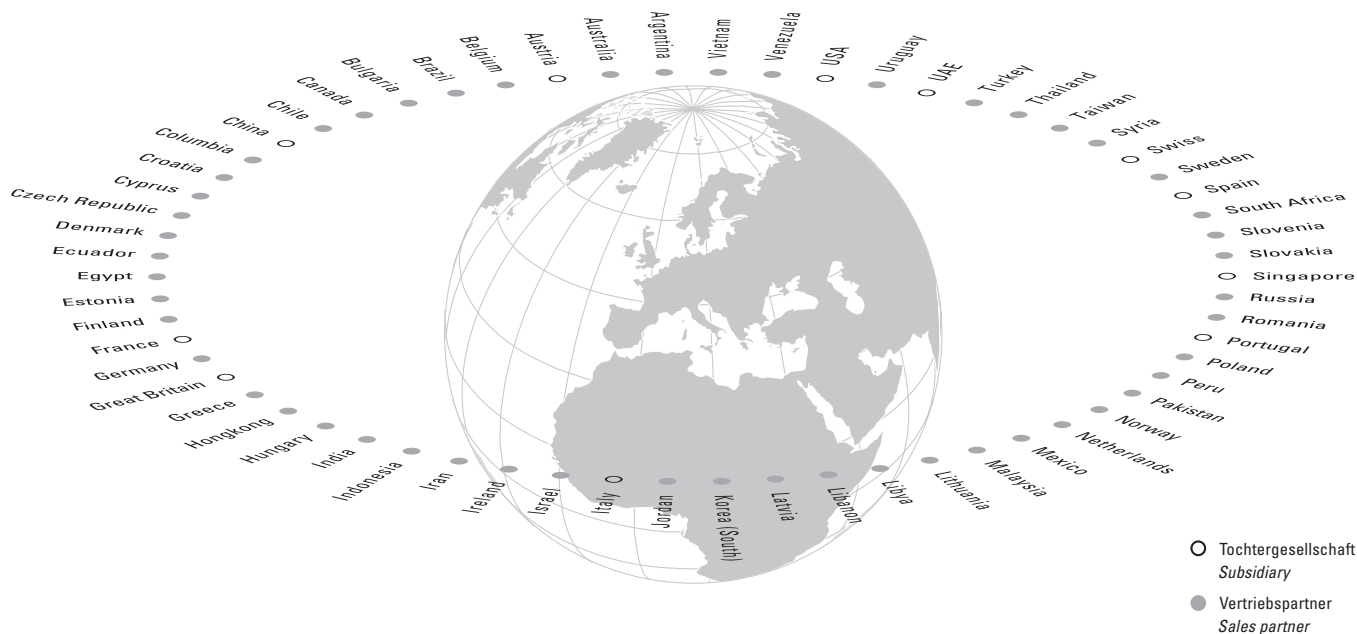 Argentina
Australia
Austria
Belgium
Brazil
Bulgaria
Canada
Chile
China
Columbia
Croatia
Cyprus
Czech Republic
Denmark
Ecuador
Egypt
Estonia
Finland
France
Germany
Great Britain
Greece
Hongkong
Hungary
India
Indonesia
Iran
Ireland
Israel
Italy
Jordan
Korea (South)
Latvia
Libanon
Libya
Lithuania
Malaysia
Mexico
Netherlands
Norway
Pakistan
Peru
Poland
Portugal
Romania
Russia
Singapore
Slovakia
Slovenia
South Africa
Spain
Sweden
Swiss
Syria
Taiwan
Thailand
Turkey
UAE
Uruguay
USA
Venezuela
Vietnam
Tochtergesellschaft
Subsidiary
Vertriebspartner
Sales partner